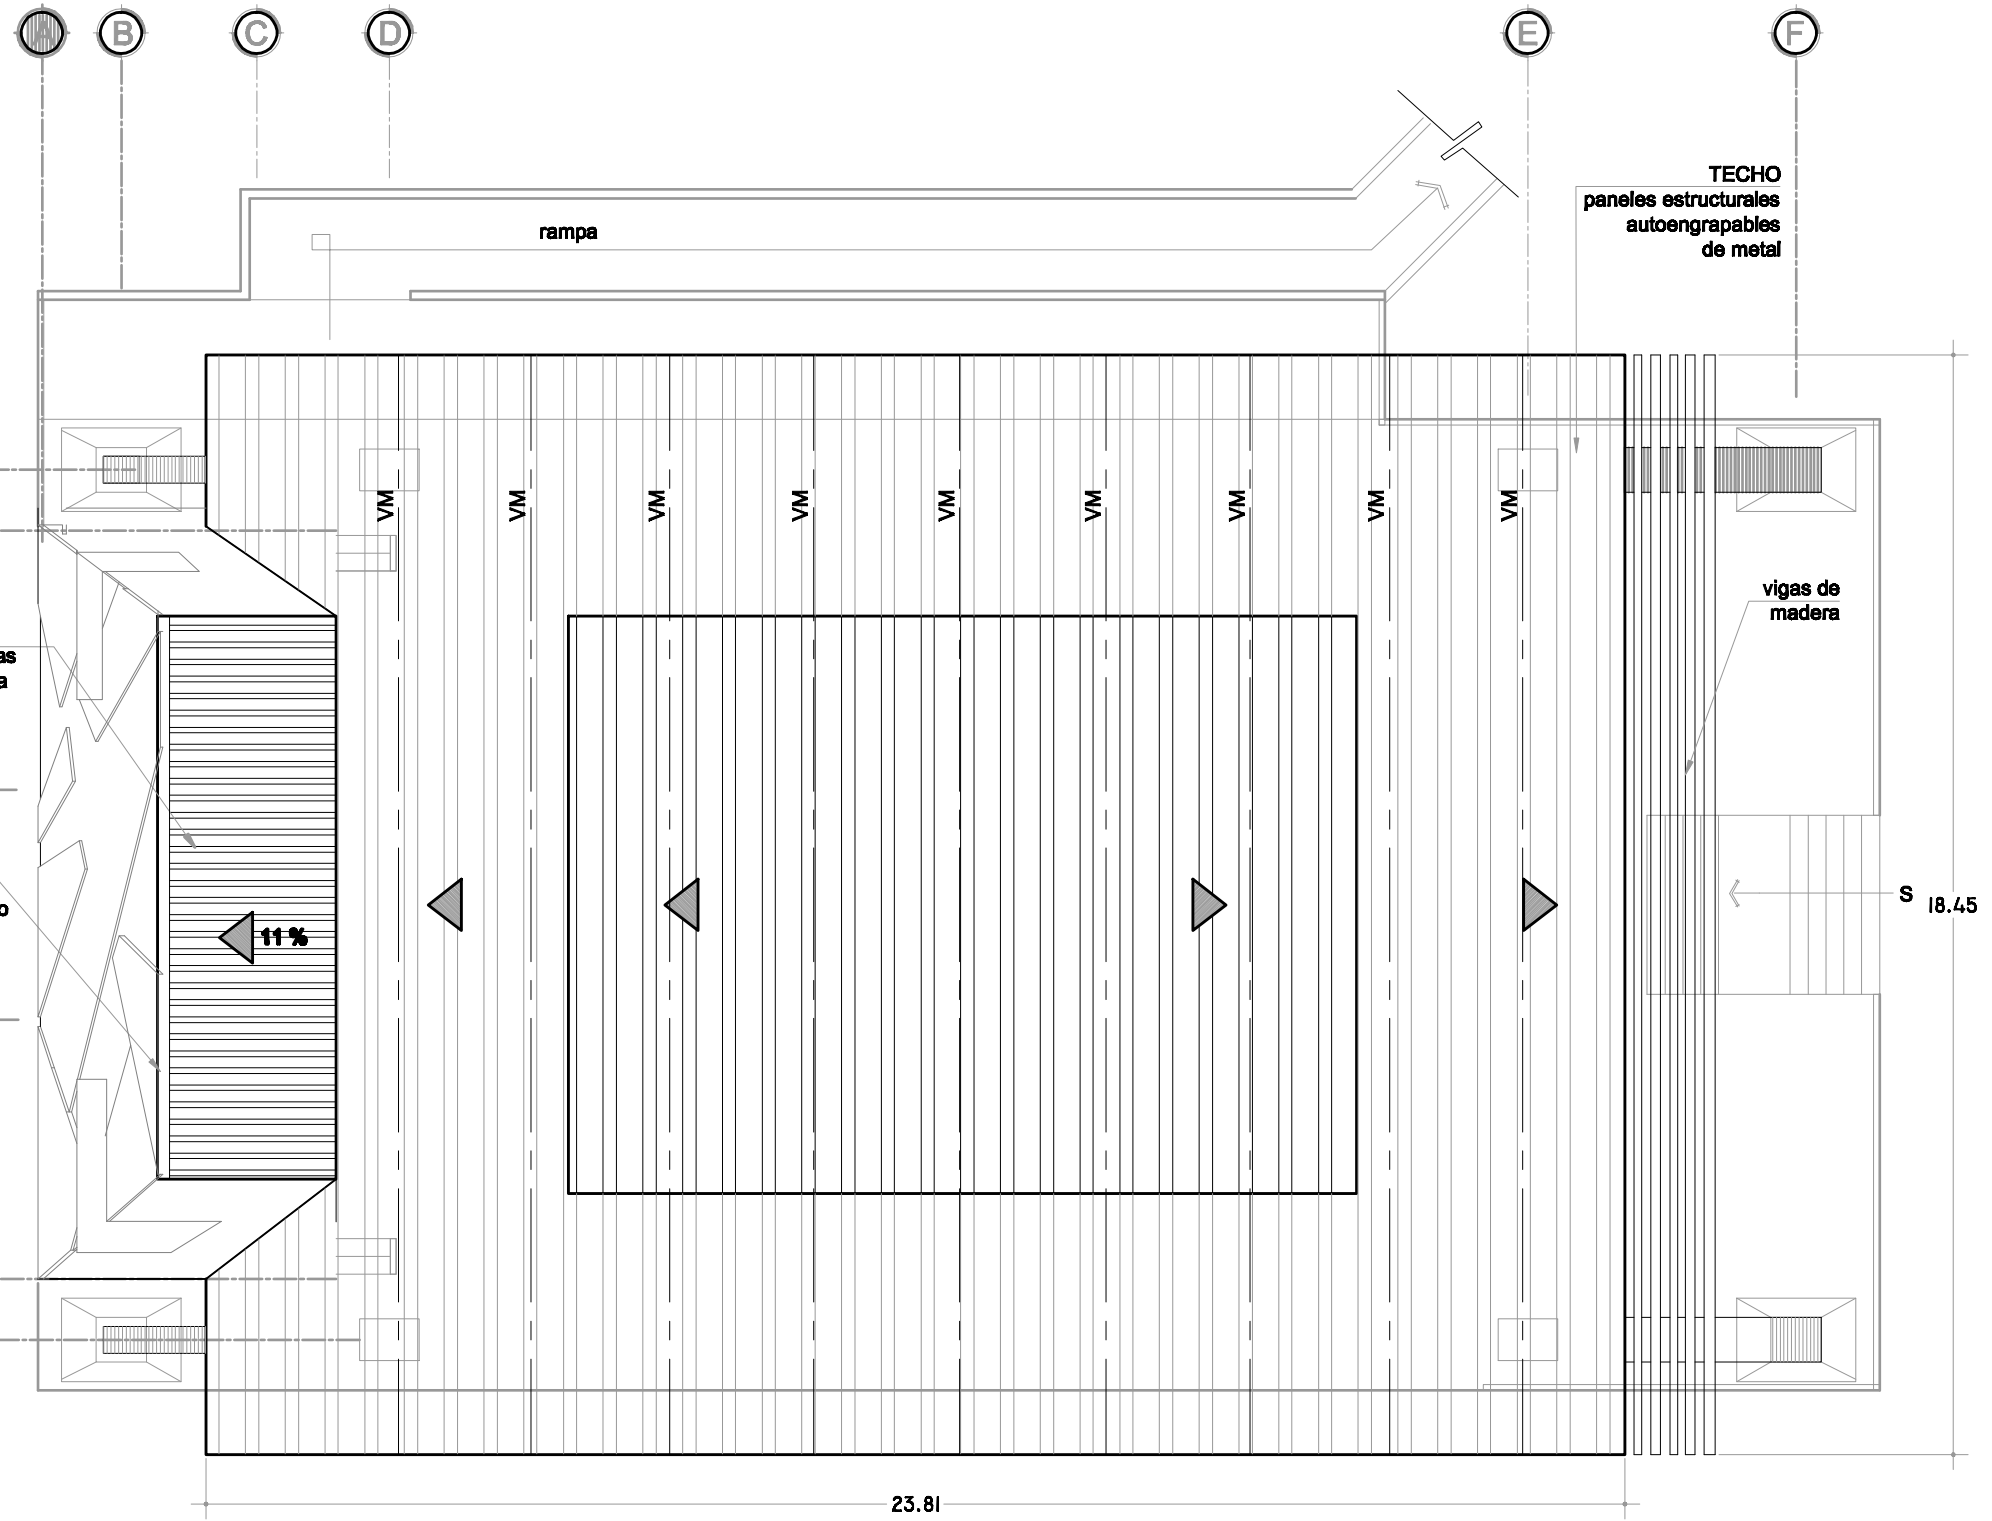 A B C D E F
TECHO
paneles estructurales
autoengrapables
de metal
rampa
VM VM VM VM VM VM VM VM VM
vigas de
madera
as
a
o
11 %
S 18.45
23.81